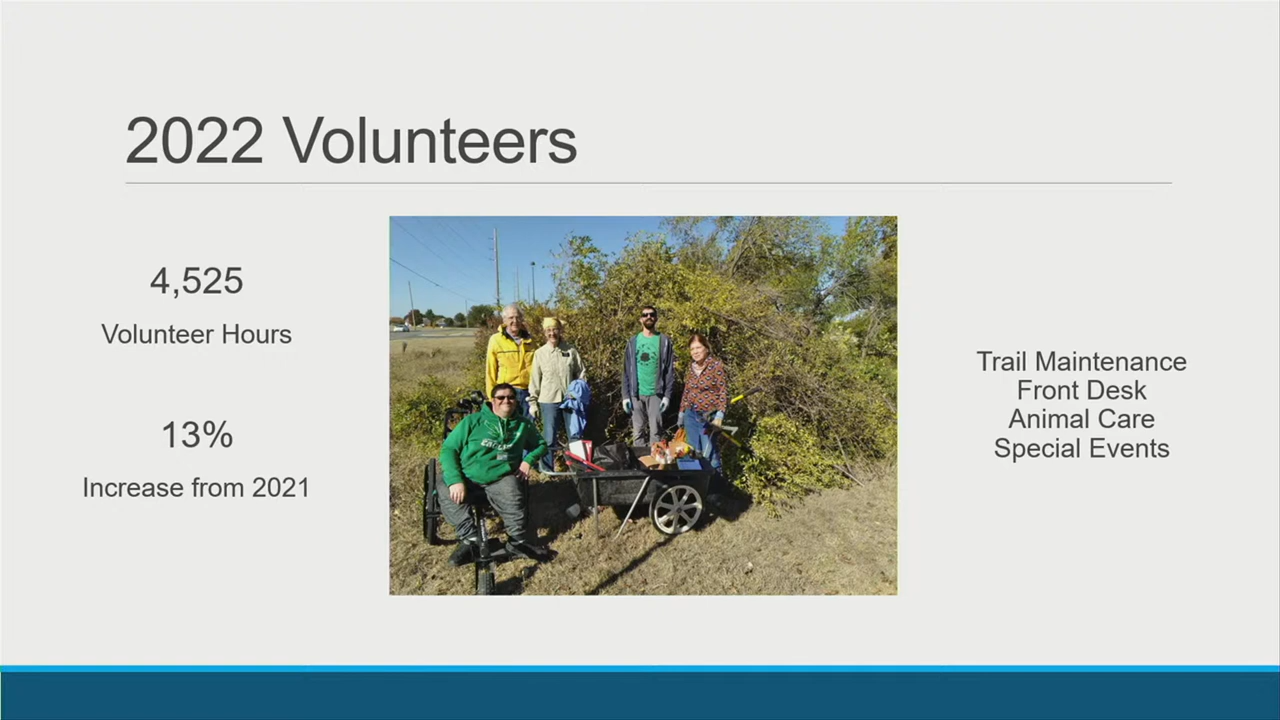 2022 Volunteers
4,525
Volunteer Hours
13%
Increase from 2021
Trail Maintenance
Front Desk
Animal Care
Special Events